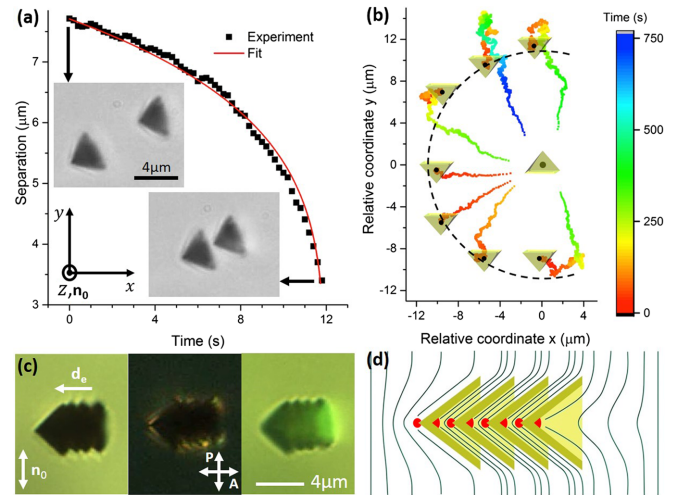 (a)
Experiment
Fit
4μm
Separation (μm)
7
6
5
4
3
y
x
Z,n0
0
4
8
12
Time (s)
(b)
Time (s)
750
500
250
0
Relative coordinate y (μm)
12
8
4
0
-4
-8
-12
-12
-8
-4
0
4
Relative coordinate x (μm)
(c)
de
n0
P
A
4μm
(d)